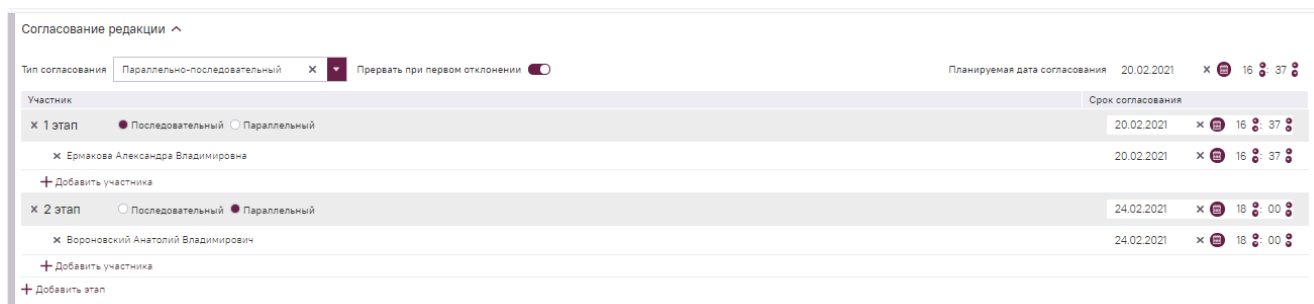 Согласование редакции
Тип согласования Параллельно-последовательный Прервать при первом отклонении Планируемая дата согласования 20.02.2021 16 : 37
Участник Срок согласования
1 этап Последовательный Параллельный 20.02.2021 16 : 37
Ермакова Александра Владимировна 20.02.2021 16 : 37
Добавить участника
2 этап Последовательный Параллельный 24.02.2021 18 : 00
Вороновский Анатолий Владимирович 24.02.2021 18 : 00
Добавить участника
Добавить этап